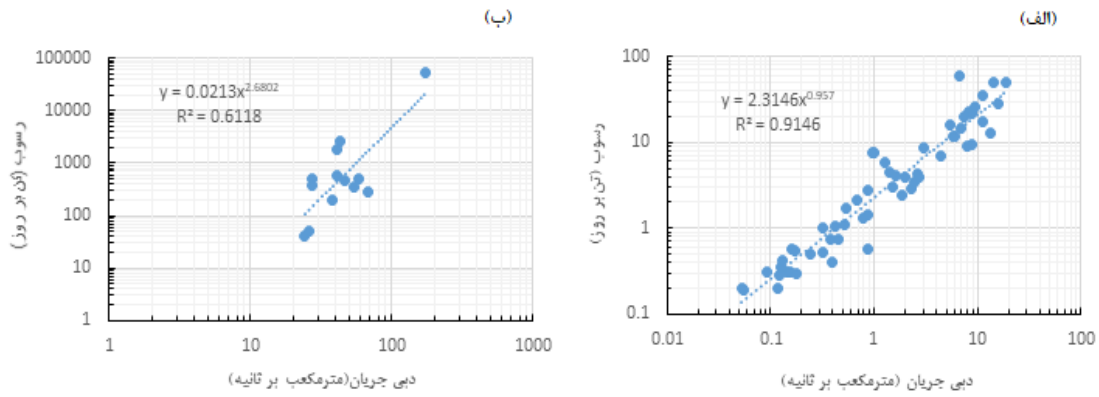 (الف)
100
10
1
0.1
0.01
0.1
1
10
100
y = 2.3146x^0.957
R² = 0.9146
رسوب (تن بر روز)
دبی جریان (مترمکعب بر ثانیه)
(ب)
100000
10000
1000
100
10
1
1
10
100
1000
y = 0.0213x^2.6802
R² = 0.6118
رسوب (تن بر روز)
دبی جریان(مترمکعب بر ثانیه)